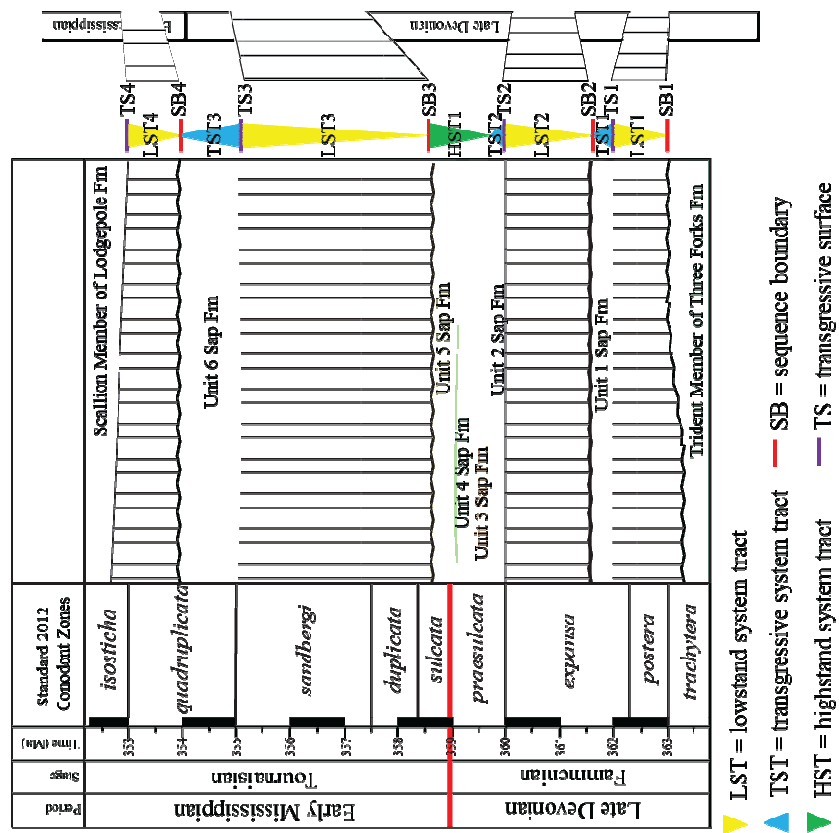 Early Mississippian
Late Devonian
TS4
LST4
SB4
TST3
TS3
LST3
SB3
HST1
TST2
TS2
LST2
SB2
TST1
TS1
LST1
SB1
Scallion Member of Lodgepole Fm
Unit 6 Sap Fm
Unit 5 Sap Fm
Unit 4 Sap Fm
Unit 3 Sap Fm
Unit 2 Sap Fm
Unit 1 Sap Fm
Trident Member of Three Forks Fm
Standard 2012
Conodont Zones
isosticha
quadruplicata
sandbergi
duplicata
sulcata
praesulcata
expansa
postera
trachytera
Time (Ma)
353
354
355
356
357
358
359
360
361
362
363
Stage
Tournaisian
Famenian
Period
Early Mississippian
Late Devonian
LST = lowstand system tract
TST = transgressive system tract
HST = highstand system tract
SB = sequence boundary
TS = transgressive surface